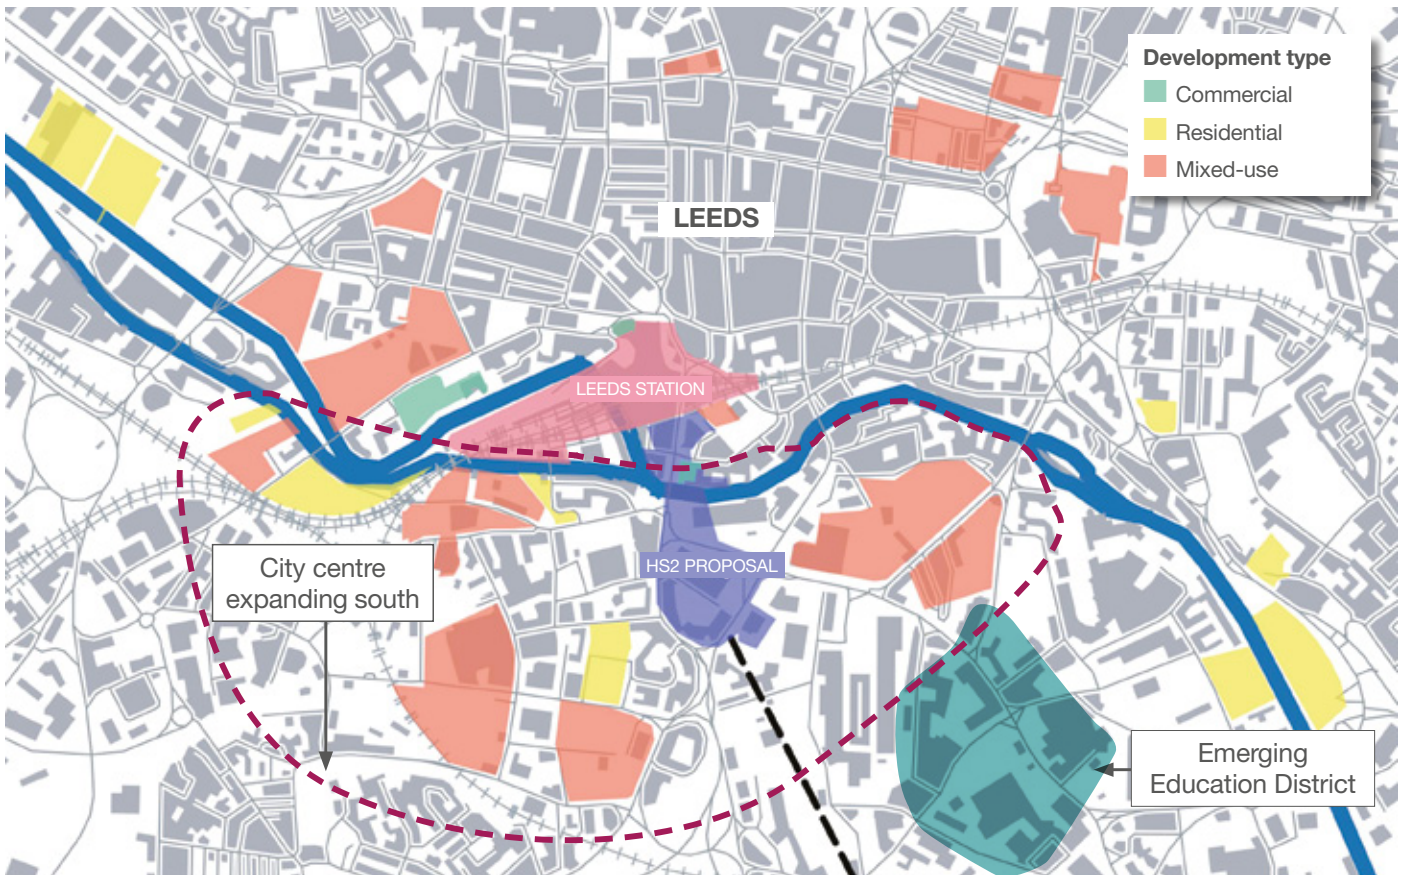 Development type
Commercial
Residential
Mixed-use
LEEDS
LEEDS STATION
HS2 PROPOSAL
City centre
expanding south
Emerging
Education District